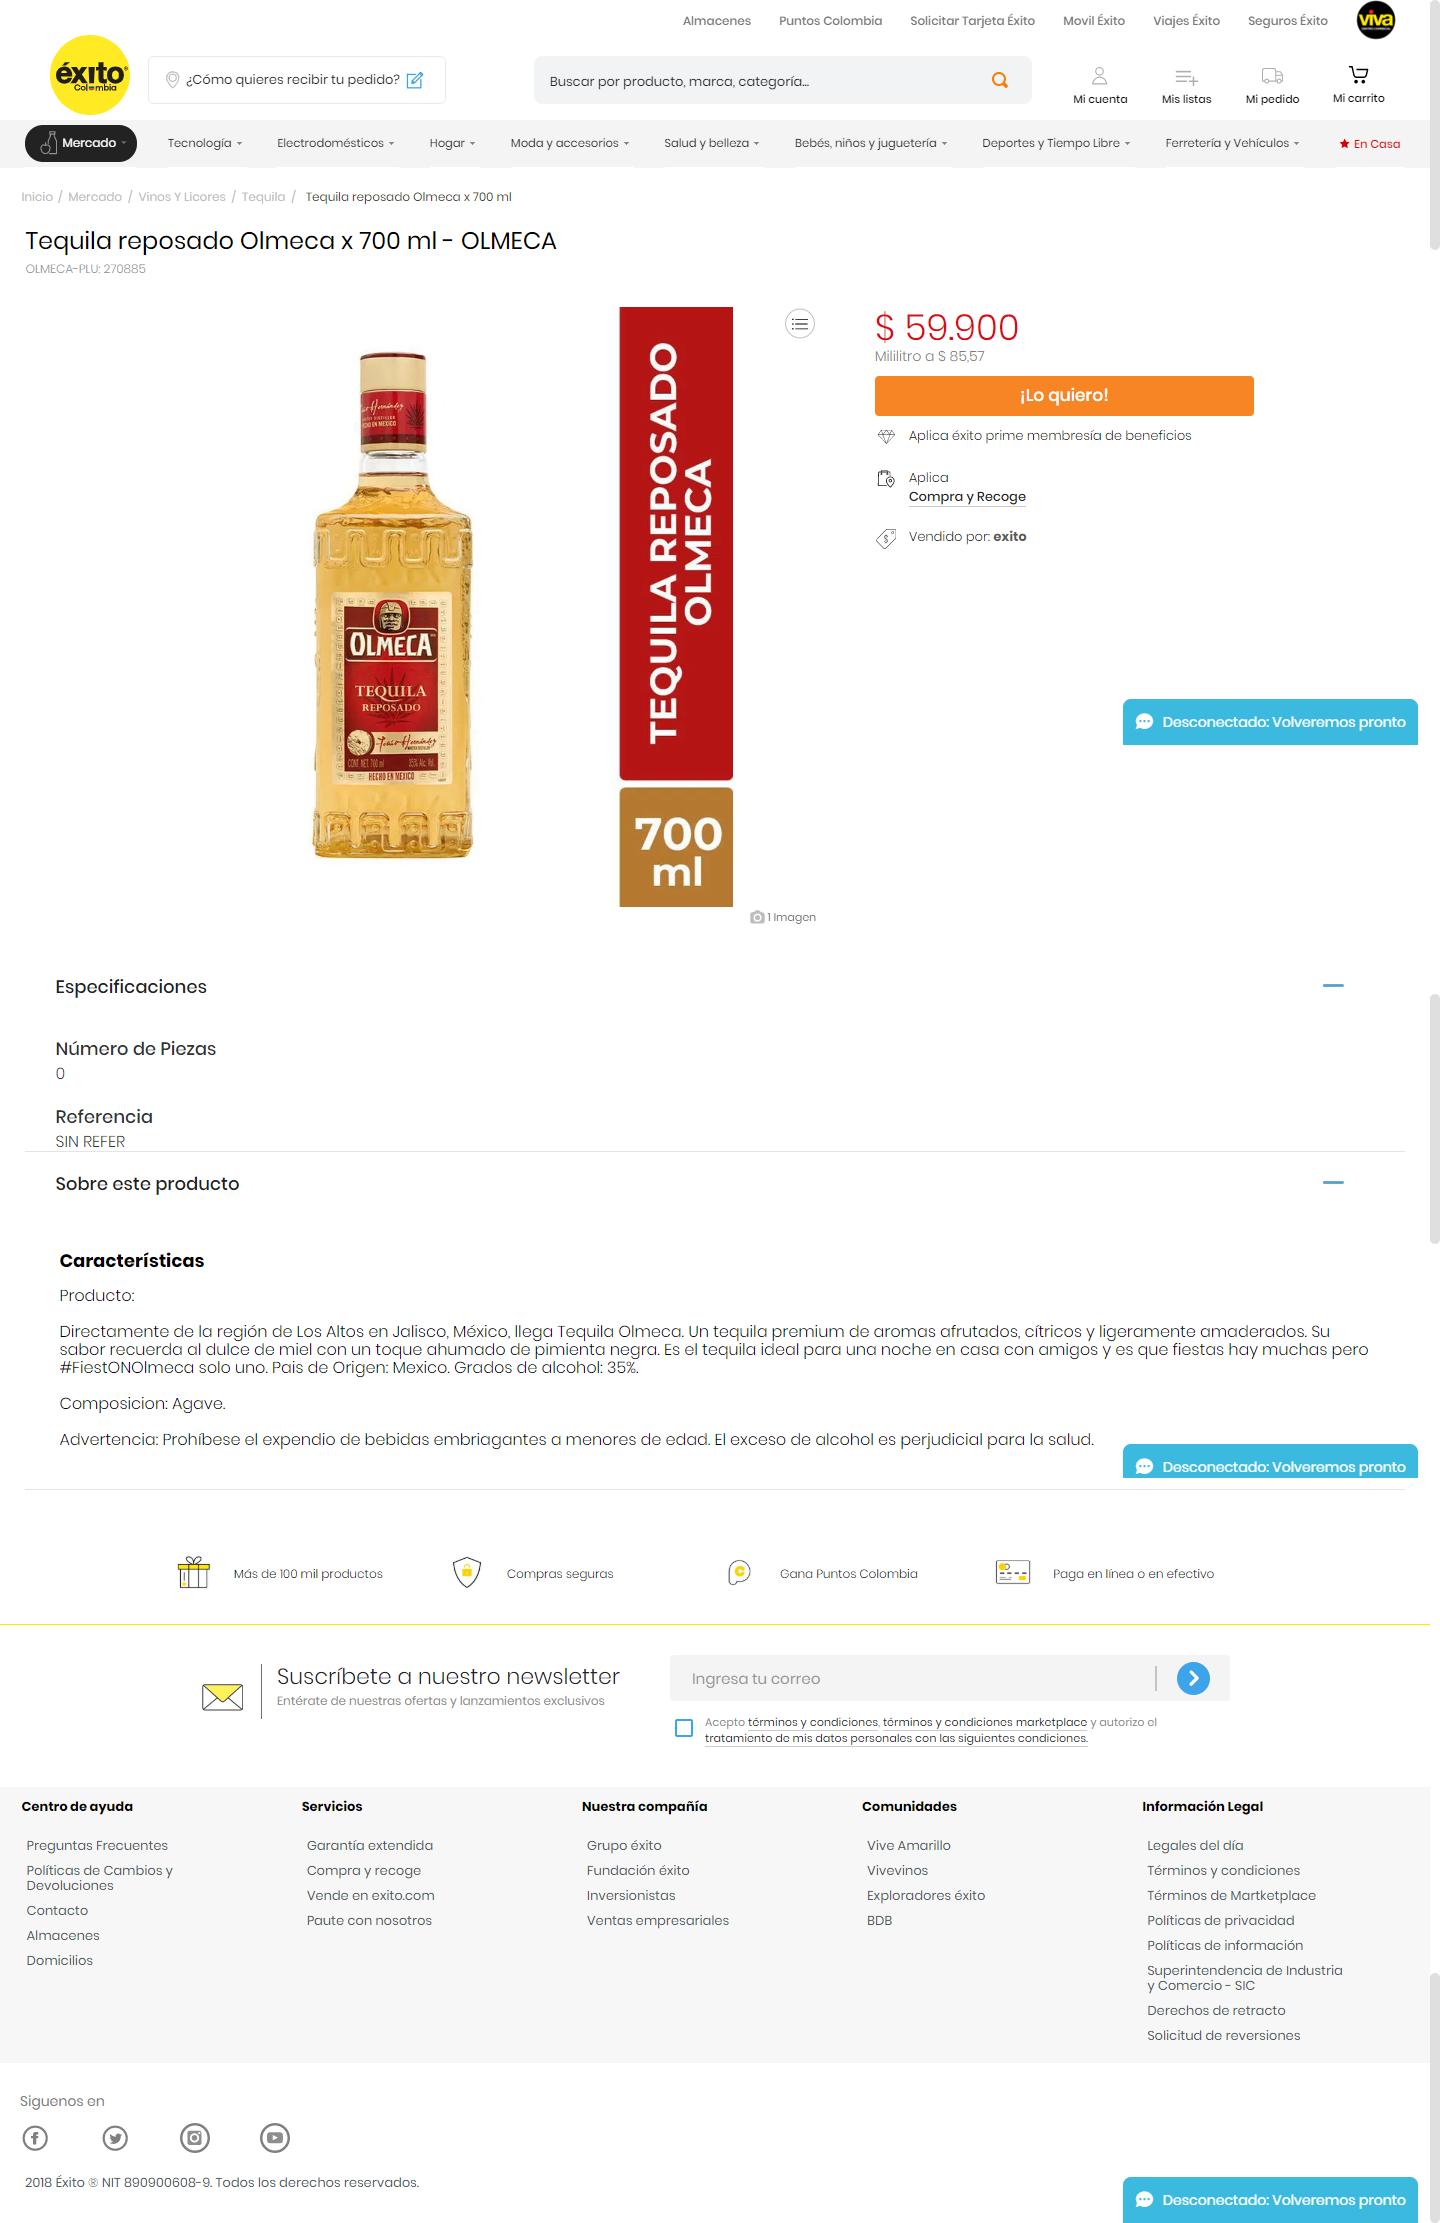 Almacenes Puntos Colombia Solicitar Tarjeta Éxito Movil Éxito Viajes Éxito Seguros Éxito viva
éxito
Colombia
¿Cómo quieres recibir tu pedido?
Buscar por producto, marca, categoría...
Mi cuenta Mis listas Mi pedido Mi carrito
Mercado Tecnología Electrodomésticos Hogar Moda y accesorios Salud y belleza Bebés, niños y juguetería Deportes y Tiempo Libre Ferretería y Vehículos En Casa
Inicio / Mercado / Vinos Y Licores / Tequila / Tequila reposado Olmeca x 700 ml
Tequila reposado Olmeca x 700 ml - OLMECA
OLMECA-PLU: 270885
HECHO EN MEXICO
OLMECA
TEQUILA
REPOSADO
CONT. NET. 700 ml 35% Alc. Vol.
HECHO EN MEXICO
TEQUILA REPOSADO
OLMECA
700
ml
1 Imagen
$ 59.900
Mililitro a $ 85,57
¡Lo quiero!
Aplica éxito prime membresía de beneficios
Aplica
Compra y Recoge
Vendido por: exito
Desconectado: Volveremos pronto
Especificaciones
Número de Piezas
0
Referencia
SIN REFER
Sobre este producto
Características
Producto:
Directamente de la región de Los Altos en Jalisco, México, llega Tequila Olmeca. Un tequila premium de aromas afrutados, cítricos y ligeramente amaderados. Su
sabor recuerda al dulce de miel con un toque ahumado de pimienta negra. Es el tequila ideal para una noche en casa con amigos y es que fiestas hay muchas pero
#FiestONOlmeca solo uno. Pais de Origen: Mexico. Grados de alcohol: 35%.
Composicion: Agave.
Advertencia: Prohíbese el expendio de bebidas embriagantes a menores de edad. El exceso de alcohol es perjudicial para la salud.
Desconectado: Volveremos pronto
Más de 100 mil productos Compras seguras Gana Puntos Colombia Paga en línea o en efectivo
Suscríbete a nuestro newsletter
Entérate de nuestras ofertas y lanzamientos exclusivos
Ingresa tu correo
Acepto términos y condiciones, términos y condiciones marketplace y autorizo el
tratamiento de mis datos personales con las siguientes condiciones.
Centro de ayuda
Preguntas Frecuentes
Políticas de Cambios y
Devoluciones
Contacto
Almacenes
Domicilios
Servicios
Garantía extendida
Compra y recoge
Vende en exito.com
Paute con nosotros
Nuestra compañía
Grupo éxito
Fundación éxito
Inversionistas
Ventas empresariales
Comunidades
Vive Amarillo
Vivevinos
Exploradores éxito
BDB
Información Legal
Legales del día
Términos y condiciones
Términos de Martketplace
Políticas de privacidad
Políticas de información
Superintendencia de Industria
y Comercio - SIC
Derechos de retracto
Solicitud de reversiones
Siguenos en
2018 Éxito ® NIT 890900608-9. Todos los derechos reservados.
Desconectado: Volveremos pronto